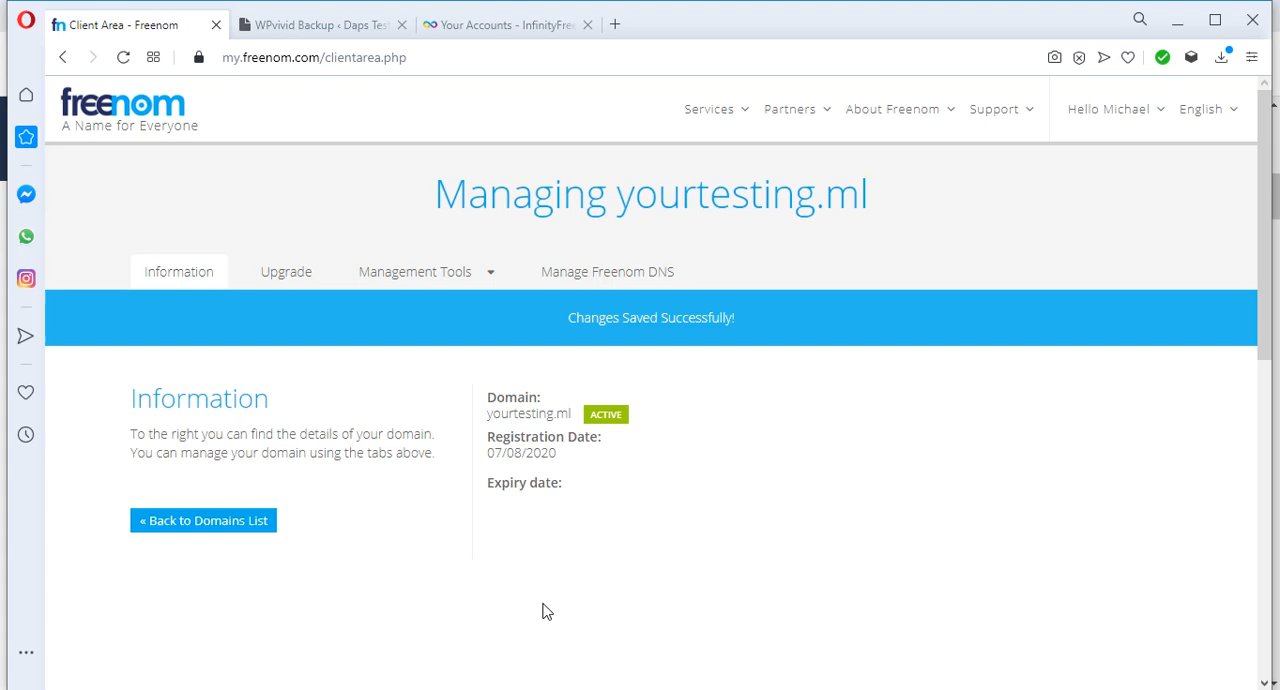 Client Area - Freenom
WPvivid Backup ‹ Daps Tes
Your Accounts - InfinityFre
my.freenom.com/clientarea.php
freenom
A Name for Everyone
Services
Partners
About Freenom
Support
Hello Michael
English
Managing yourtesting.ml
Information
Upgrade
Management Tools
Manage Freenom DNS
Changes Saved Successfully!
Information
To the right you can find the details of your domain.
You can manage your domain using the tabs above.
« Back to Domains List
Domain:
yourtesting.ml ACTIVE
Registration Date:
07/08/2020
Expiry date: